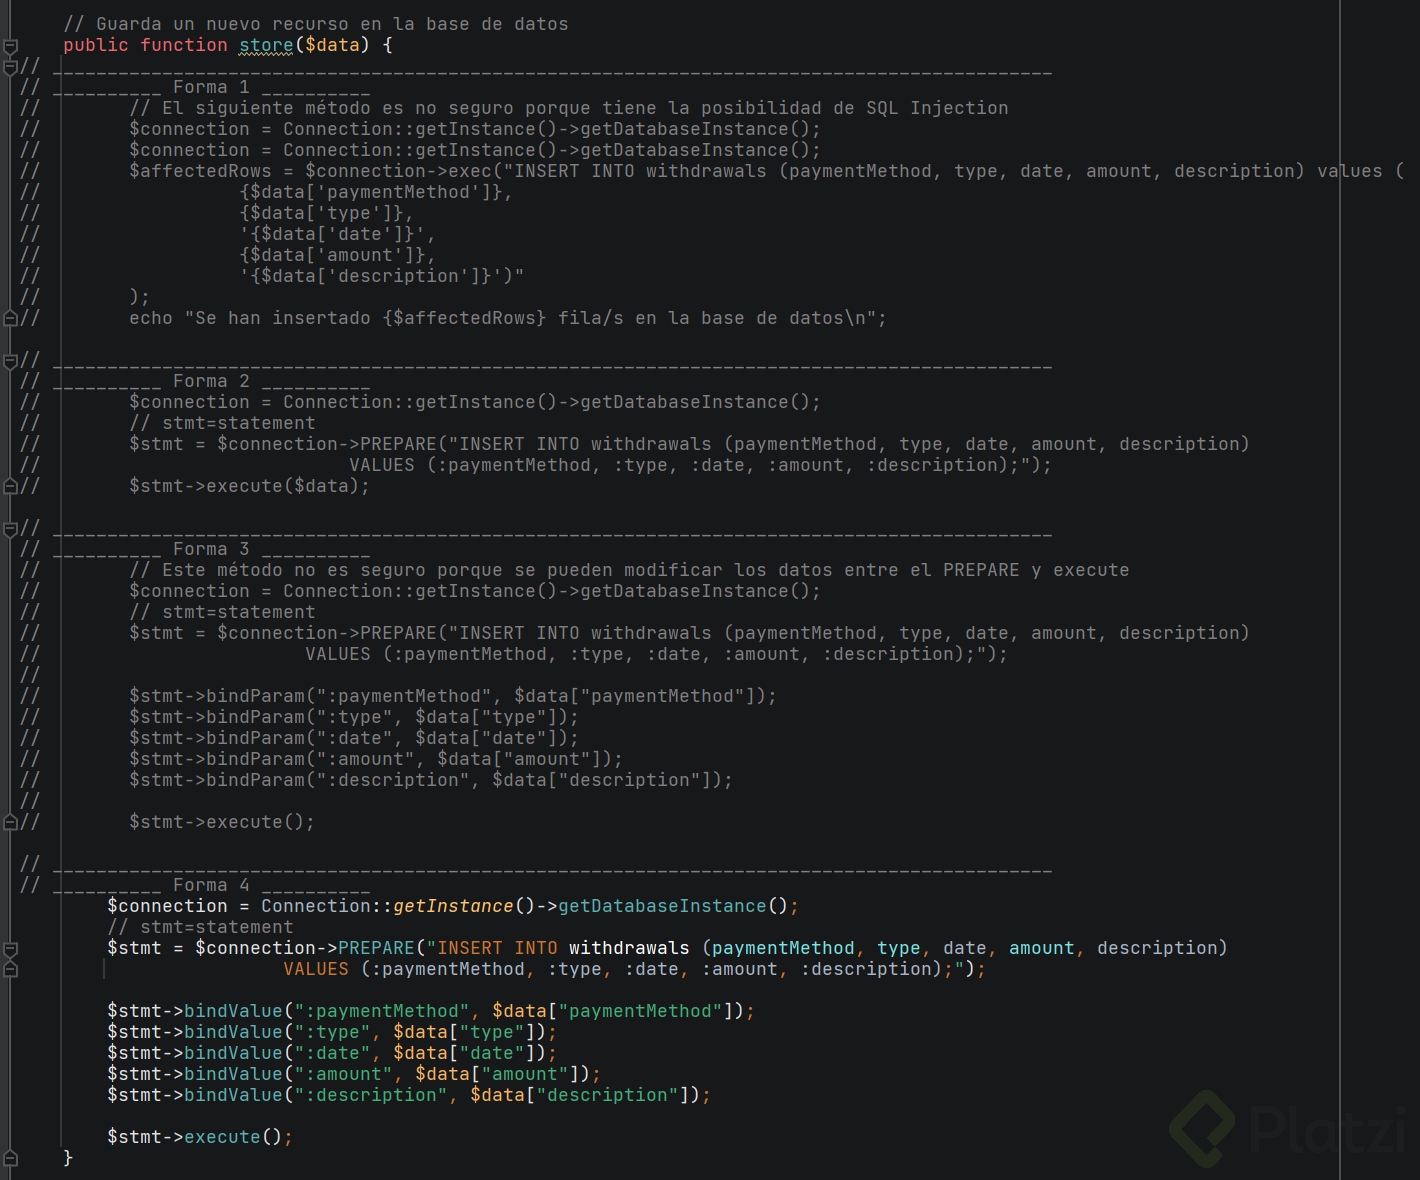 // Guarda un nuevo recurso en la base de datos
public function store($data) {
// ___________________________________________________________________________________________
// __________ Forma 1 __________
//        // El siguiente método es no seguro porque tiene la posibilidad de SQL Injection
//        $connection = Connection::getInstance()->getDatabaseInstance();
//        $connection = Connection::getInstance()->getDatabaseInstance();
//        $affectedRows = $connection->exec("INSERT INTO withdrawals (paymentMethod, type, date, amount, description) values (
//                  {$data['paymentMethod']},
//                  {$data['type']},
//                  '{$data['date']}',
//                  {$data['amount']},
//                  '{$data['description']}')"
//        );
//        echo "Se han insertado {$affectedRows} fila/s en la base de datos\n";
// ___________________________________________________________________________________________
// __________ Forma 2 __________
//        $connection = Connection::getInstance()->getDatabaseInstance();
//        // stmt=statement
//        $stmt = $connection->PREPARE("INSERT INTO withdrawals (paymentMethod, type, date, amount, description)
//                            VALUES (:paymentMethod, :type, :date, :amount, :description);");
//        $stmt->execute($data);
// ___________________________________________________________________________________________
// __________ Forma 3 __________
//        // Este método no es seguro porque se pueden modificar los datos entre el PREPARE y execute
//        $connection = Connection::getInstance()->getDatabaseInstance();
//        // stmt=statement
//        $stmt = $connection->PREPARE("INSERT INTO withdrawals (paymentMethod, type, date, amount, description)
//                        VALUES (:paymentMethod, :type, :date, :amount, :description);");
//
//        $stmt->bindParam(":paymentMethod", $data["paymentMethod"]);
//        $stmt->bindParam(":type", $data["type"]);
//        $stmt->bindParam(":date", $data["date"]);
//        $stmt->bindParam(":amount", $data["amount"]);
//        $stmt->bindParam(":description", $data["description"]);
//
//        $stmt->execute();
// ___________________________________________________________________________________________
// __________ Forma 4 __________
$connection = Connection::getInstance()->getDatabaseInstance();
// stmt=statement
$stmt = $connection->PREPARE("INSERT INTO withdrawals (paymentMethod, type, date, amount, description)
VALUES (:paymentMethod, :type, :date, :amount, :description);");
$stmt->bindValue(":paymentMethod", $data["paymentMethod"]);
$stmt->bindValue(":type", $data["type"]);
$stmt->bindValue(":date", $data["date"]);
$stmt->bindValue(":amount", $data["amount"]);
$stmt->bindValue(":description", $data["description"]);
$stmt->execute();
}
Platzi